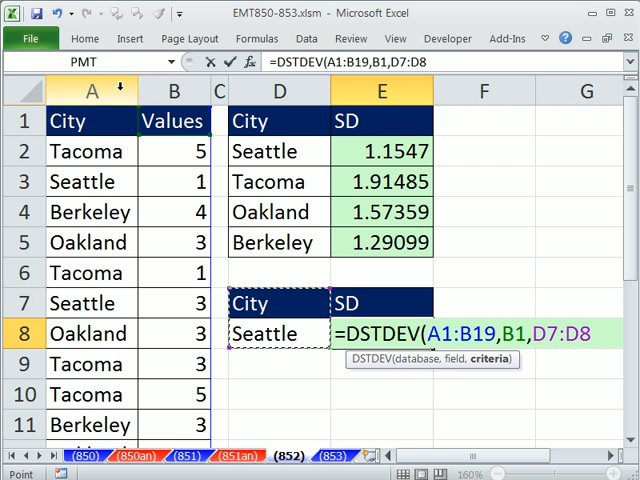 EMT850-853.xlsm - Microsoft Excel
File Home Insert Page Layout Formulas Data Review View Developer Add-Ins
PMT =DSTDEV(A1:B19,B1,D7:D8
A B C D E F G
1 City Values City SD
2 Tacoma 5 Seattle 1.1547
3 Seattle 1 Tacoma 1.91485
4 Berkeley 4 Oakland 1.57359
5 Oakland 3 Berkeley 1.29099
6 Tacoma 1
7 Seattle 3 City SD
8 Oakland 3 Seattle =DSTDEV(A1:B19,B1,D7:D8
9 Tacoma 3 DSTDEV(database, field, criteria)
10 Tacoma 5
11 Berkeley 3
(850) (850an) (851) (851an) (852) (853)
Point 160%